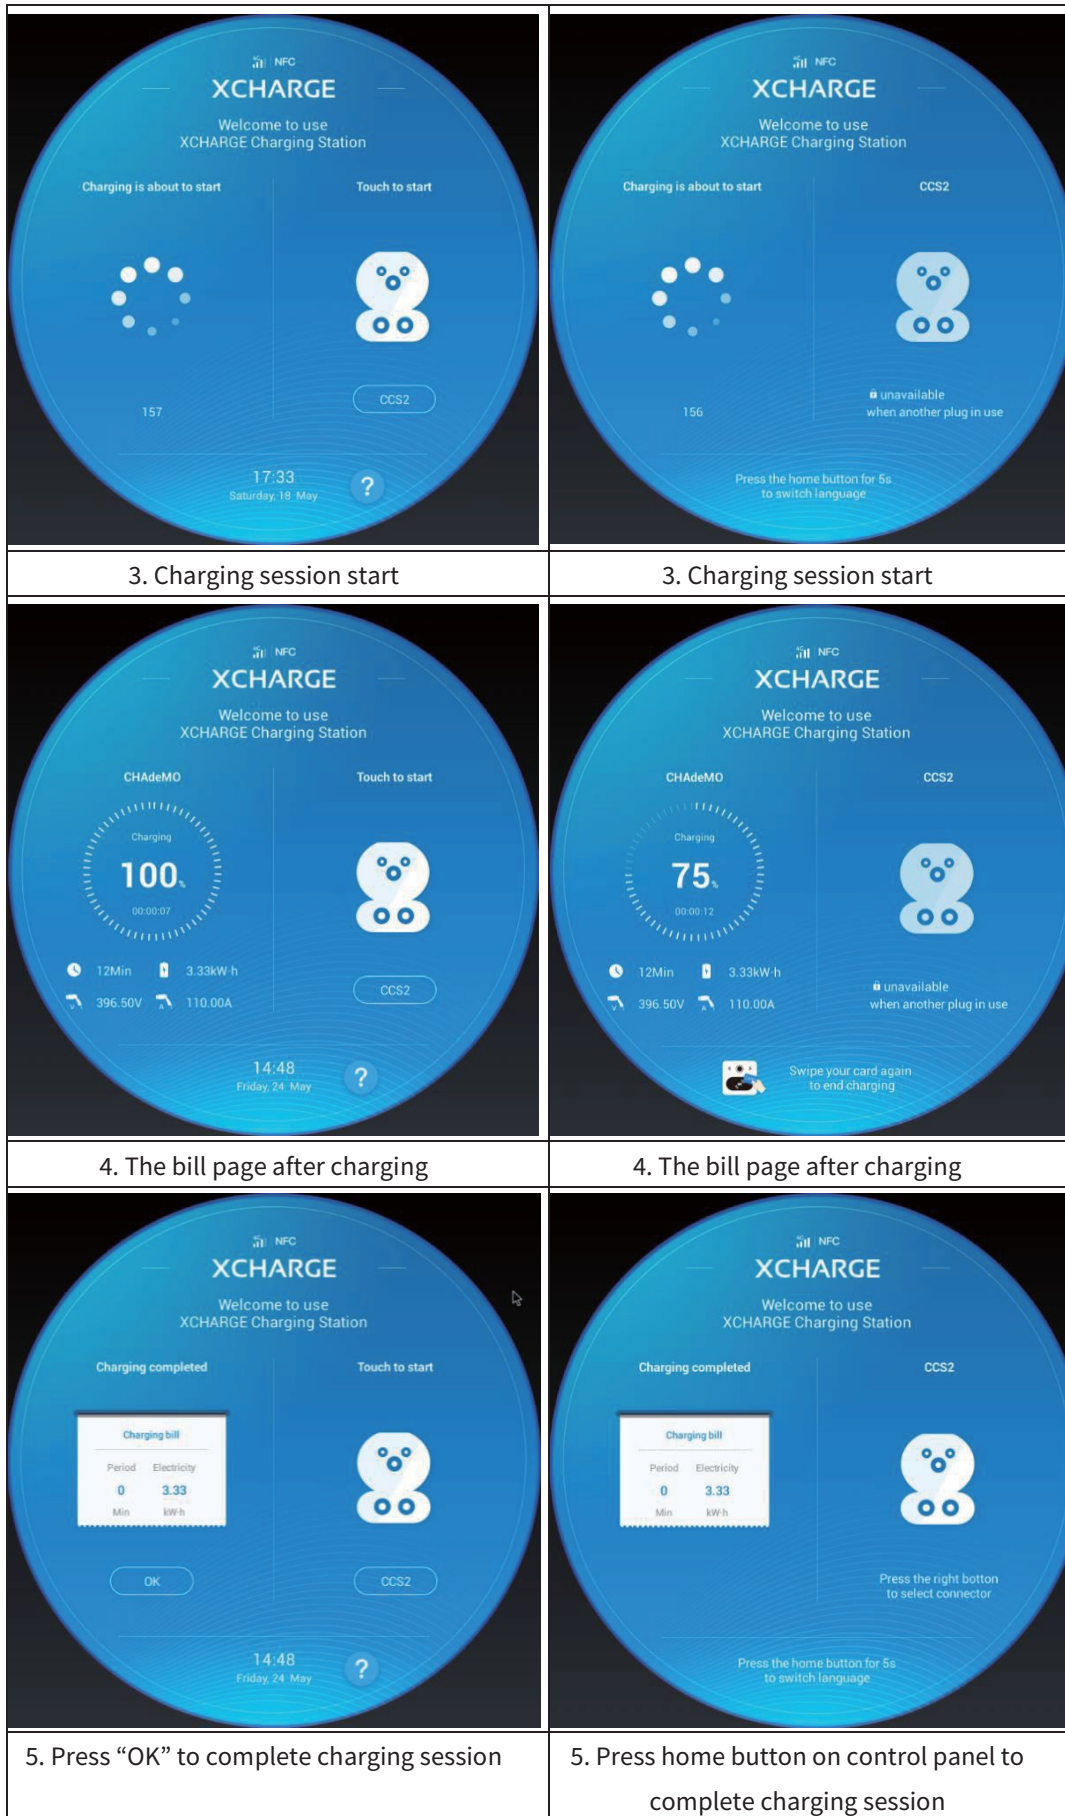 4G NFC
XCHARGE
Welcome to use
XCHARGE Charging Station
Charging is about to start
Touch to start
157
CCS2
17:33
Saturday, 18 May
?
4G NFC
XCHARGE
Welcome to use
XCHARGE Charging Station
Charging is about to start
CCS2
156
unavailable
when another plug in use
Press the home button for 5s
to switch language
3. Charging session start
3. Charging session start
4G NFC
XCHARGE
Welcome to use
XCHARGE Charging Station
CHAdeMO
Touch to start
Charging
100%
00:00:07
12Min 3.33kW·h
396.50V 110.00A
CCS2
14:48
Friday, 24 May
?
4G NFC
XCHARGE
Welcome to use
XCHARGE Charging Station
CHAdeMO
CCS2
Charging
75%
00:00:12
12Min 3.33kW·h
396.50V 110.00A
unavailable
when another plug in use
Swipe your card again
to end charging
4. The bill page after charging
4. The bill page after charging
4G NFC
XCHARGE
Welcome to use
XCHARGE Charging Station
Charging completed
Touch to start
Charging bill
Period Electricity
0 3.33
Min kW·h
OK
CCS2
14:48
Friday, 24 May
?
4G NFC
XCHARGE
Welcome to use
XCHARGE Charging Station
Charging completed
CCS2
Charging bill
Period Electricity
0 3.33
Min kW·h
Press the right botton
to select connector
Press the home button for 5s
to switch language
5. Press “OK” to complete charging session
5. Press home button on control panel to
complete charging session